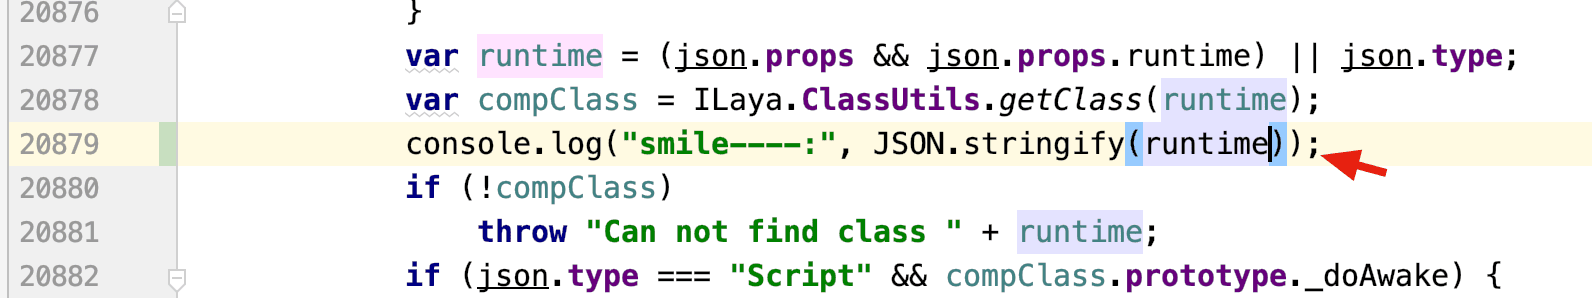 20876 }
20877 var runtime = (json.props && json.props.runtime) || json.type;
20878 var compClass = ILaya.ClassUtils.getClass(runtime);
20879 console.log("smile----:", JSON.stringify(runtime));
20880 if (!compClass)
20881 throw "Can not find class " + runtime;
20882 if (json.type === "Script" && compClass.prototype._doAwake) {